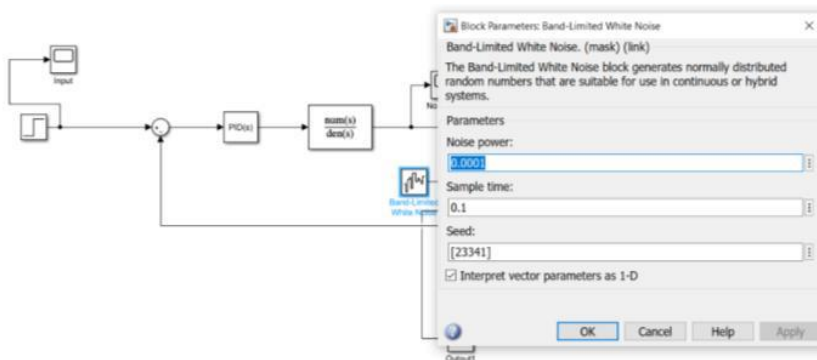 Block Parameters: Band-Limited White Noise
Band-Limited White Noise. (mask) (link)
The Band-Limited White Noise block generates normally distributed
random numbers that are suitable for use in continuous or hybrid
systems.
Parameters
Noise power:
0.0001
Sample time:
0.1
Seed:
[23341]
Interpret vector parameters as 1-D
OK Cancel Help Apply
Input
PID(s)
num(s)
den(s)
No
Band-Limited
White Noise
Output1